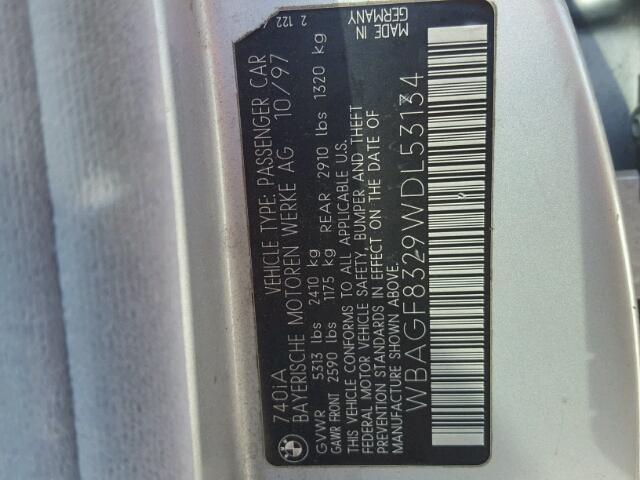 740iA VEHICLE TYPE: PASSENGER CAR 2 122
BAYERISCHE MOTOREN WERKE AG 10/97
GVWR 5313 lbs 2410 kg
GAWR FRONT 2590 lbs 1175 kg REAR 2910 lbs 1320 kg
THIS VEHICLE CONFORMS TO ALL APPLICABLE U.S.
FEDERAL MOTOR VEHICLE SAFETY, BUMPER AND THEFT
PREVENTION STANDARDS IN EFFECT ON THE DATE OF
MANUFACTURE SHOWN ABOVE.
MADE IN
GERMANY
WBAGF8329WDL53134